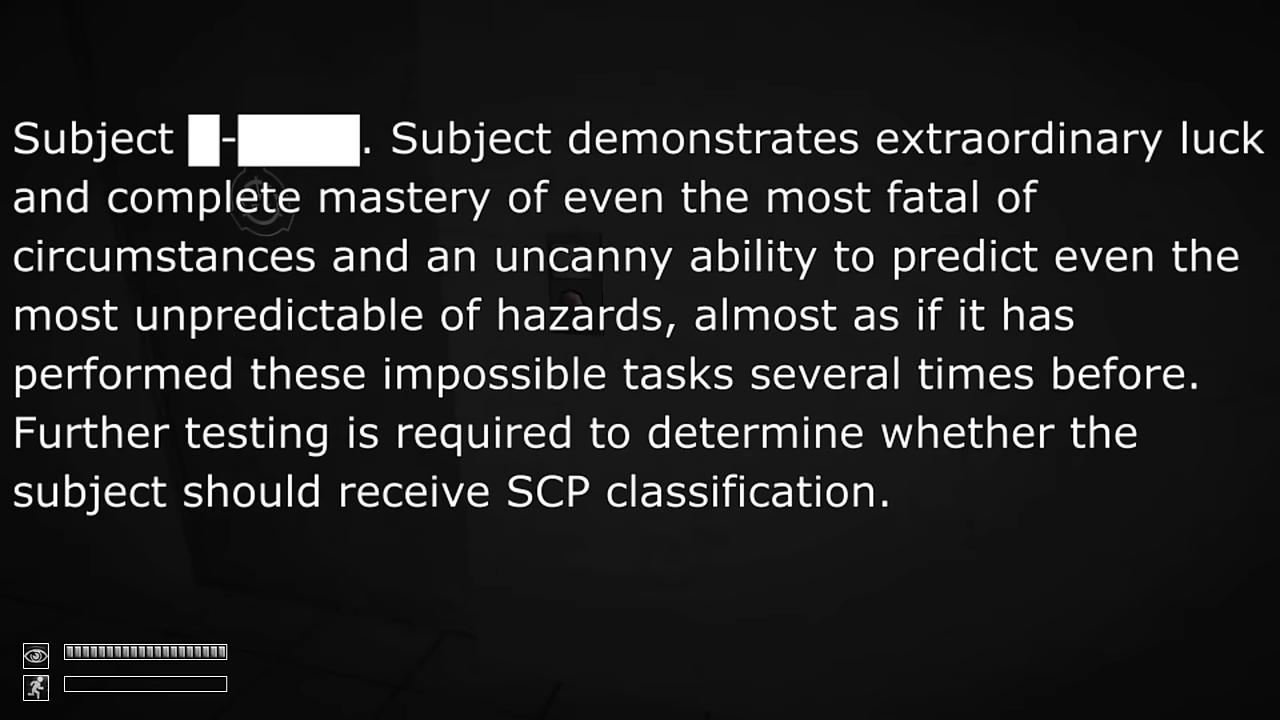 Subject █-████. Subject demonstrates extraordinary luck
and complete mastery of even the most fatal of
circumstances and an uncanny ability to predict even the
most unpredictable of hazards, almost as if it has
performed these impossible tasks several times before.
Further testing is required to determine whether the
subject should receive SCP classification.